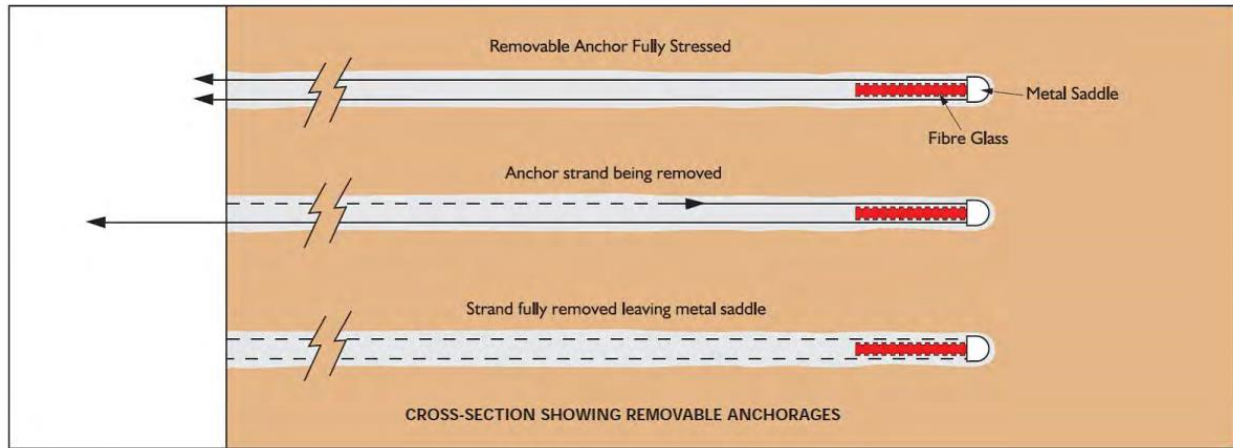 Removable Anchor Fully Stressed
Metal Saddle
Fibre Glass
Anchor strand being removed
Strand fully removed leaving metal saddle
CROSS-SECTION SHOWING REMOVABLE ANCHORAGES